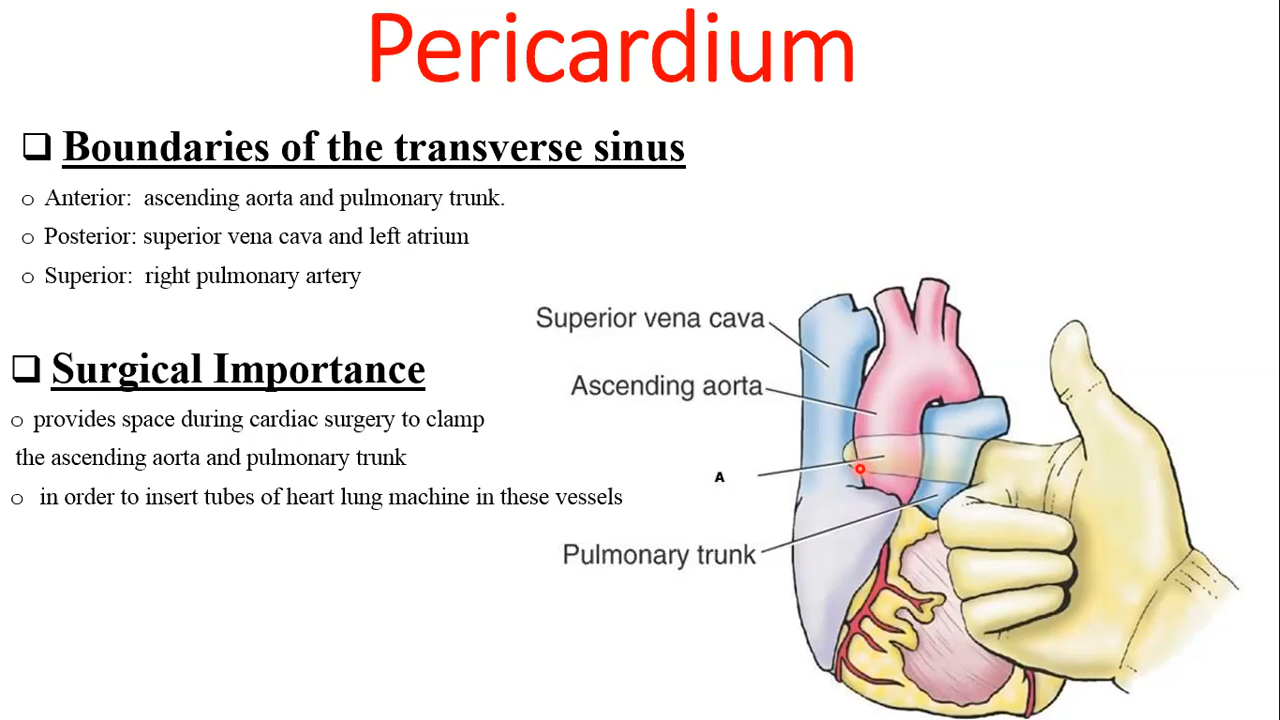 Pericardium
❑ Boundaries of the transverse sinus
o Anterior: ascending aorta and pulmonary trunk.
o Posterior: superior vena cava and left atrium
o Superior: right pulmonary artery
❑ Surgical Importance
o provides space during cardiac surgery to clamp
the ascending aorta and pulmonary trunk
o in order to insert tubes of heart lung machine in these vessels
Superior vena cava
Ascending aorta
A
Pulmonary trunk